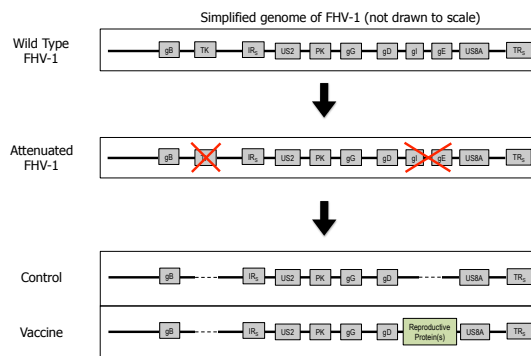 Simplified genome of FHV-1 (not drawn to scale)
Wild Type
FHV-1
gB TK IRS US2 PK gG gD gI gE US8A TRS
Attenuated
FHV-1
gB IRS US2 PK gG gD gI gE US8A TRS
Control
gB IRS US2 PK gG gD US8A TRS
Vaccine
gB IRS US2 PK gG gD Reproductive US8A TRS
Protein(s)